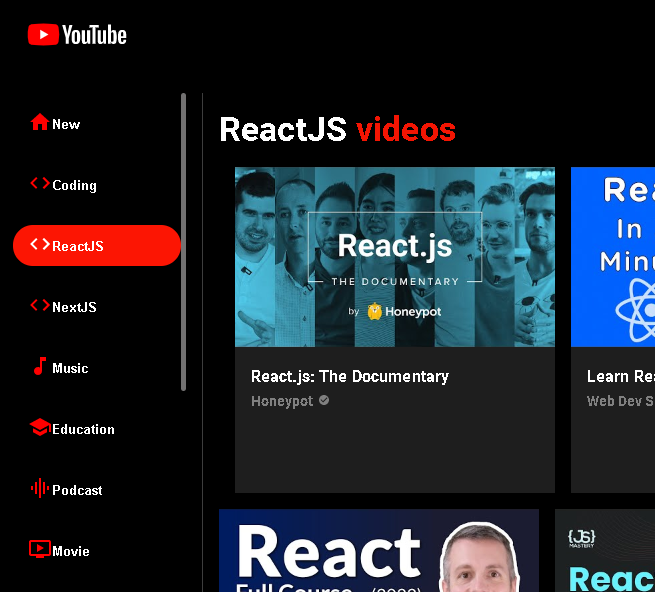 YouTube
New
Coding
ReactJS
NextJS
Music
Education
Podcast
Movie
ReactJS videos
React.js
THE DOCUMENTARY
by Honeypot
React.js: The Documentary
Honeypot
Rea
In
Minu
Learn Rea
Web Dev S
React
Full Course (2022)
{JS}
MASTERY
Reac